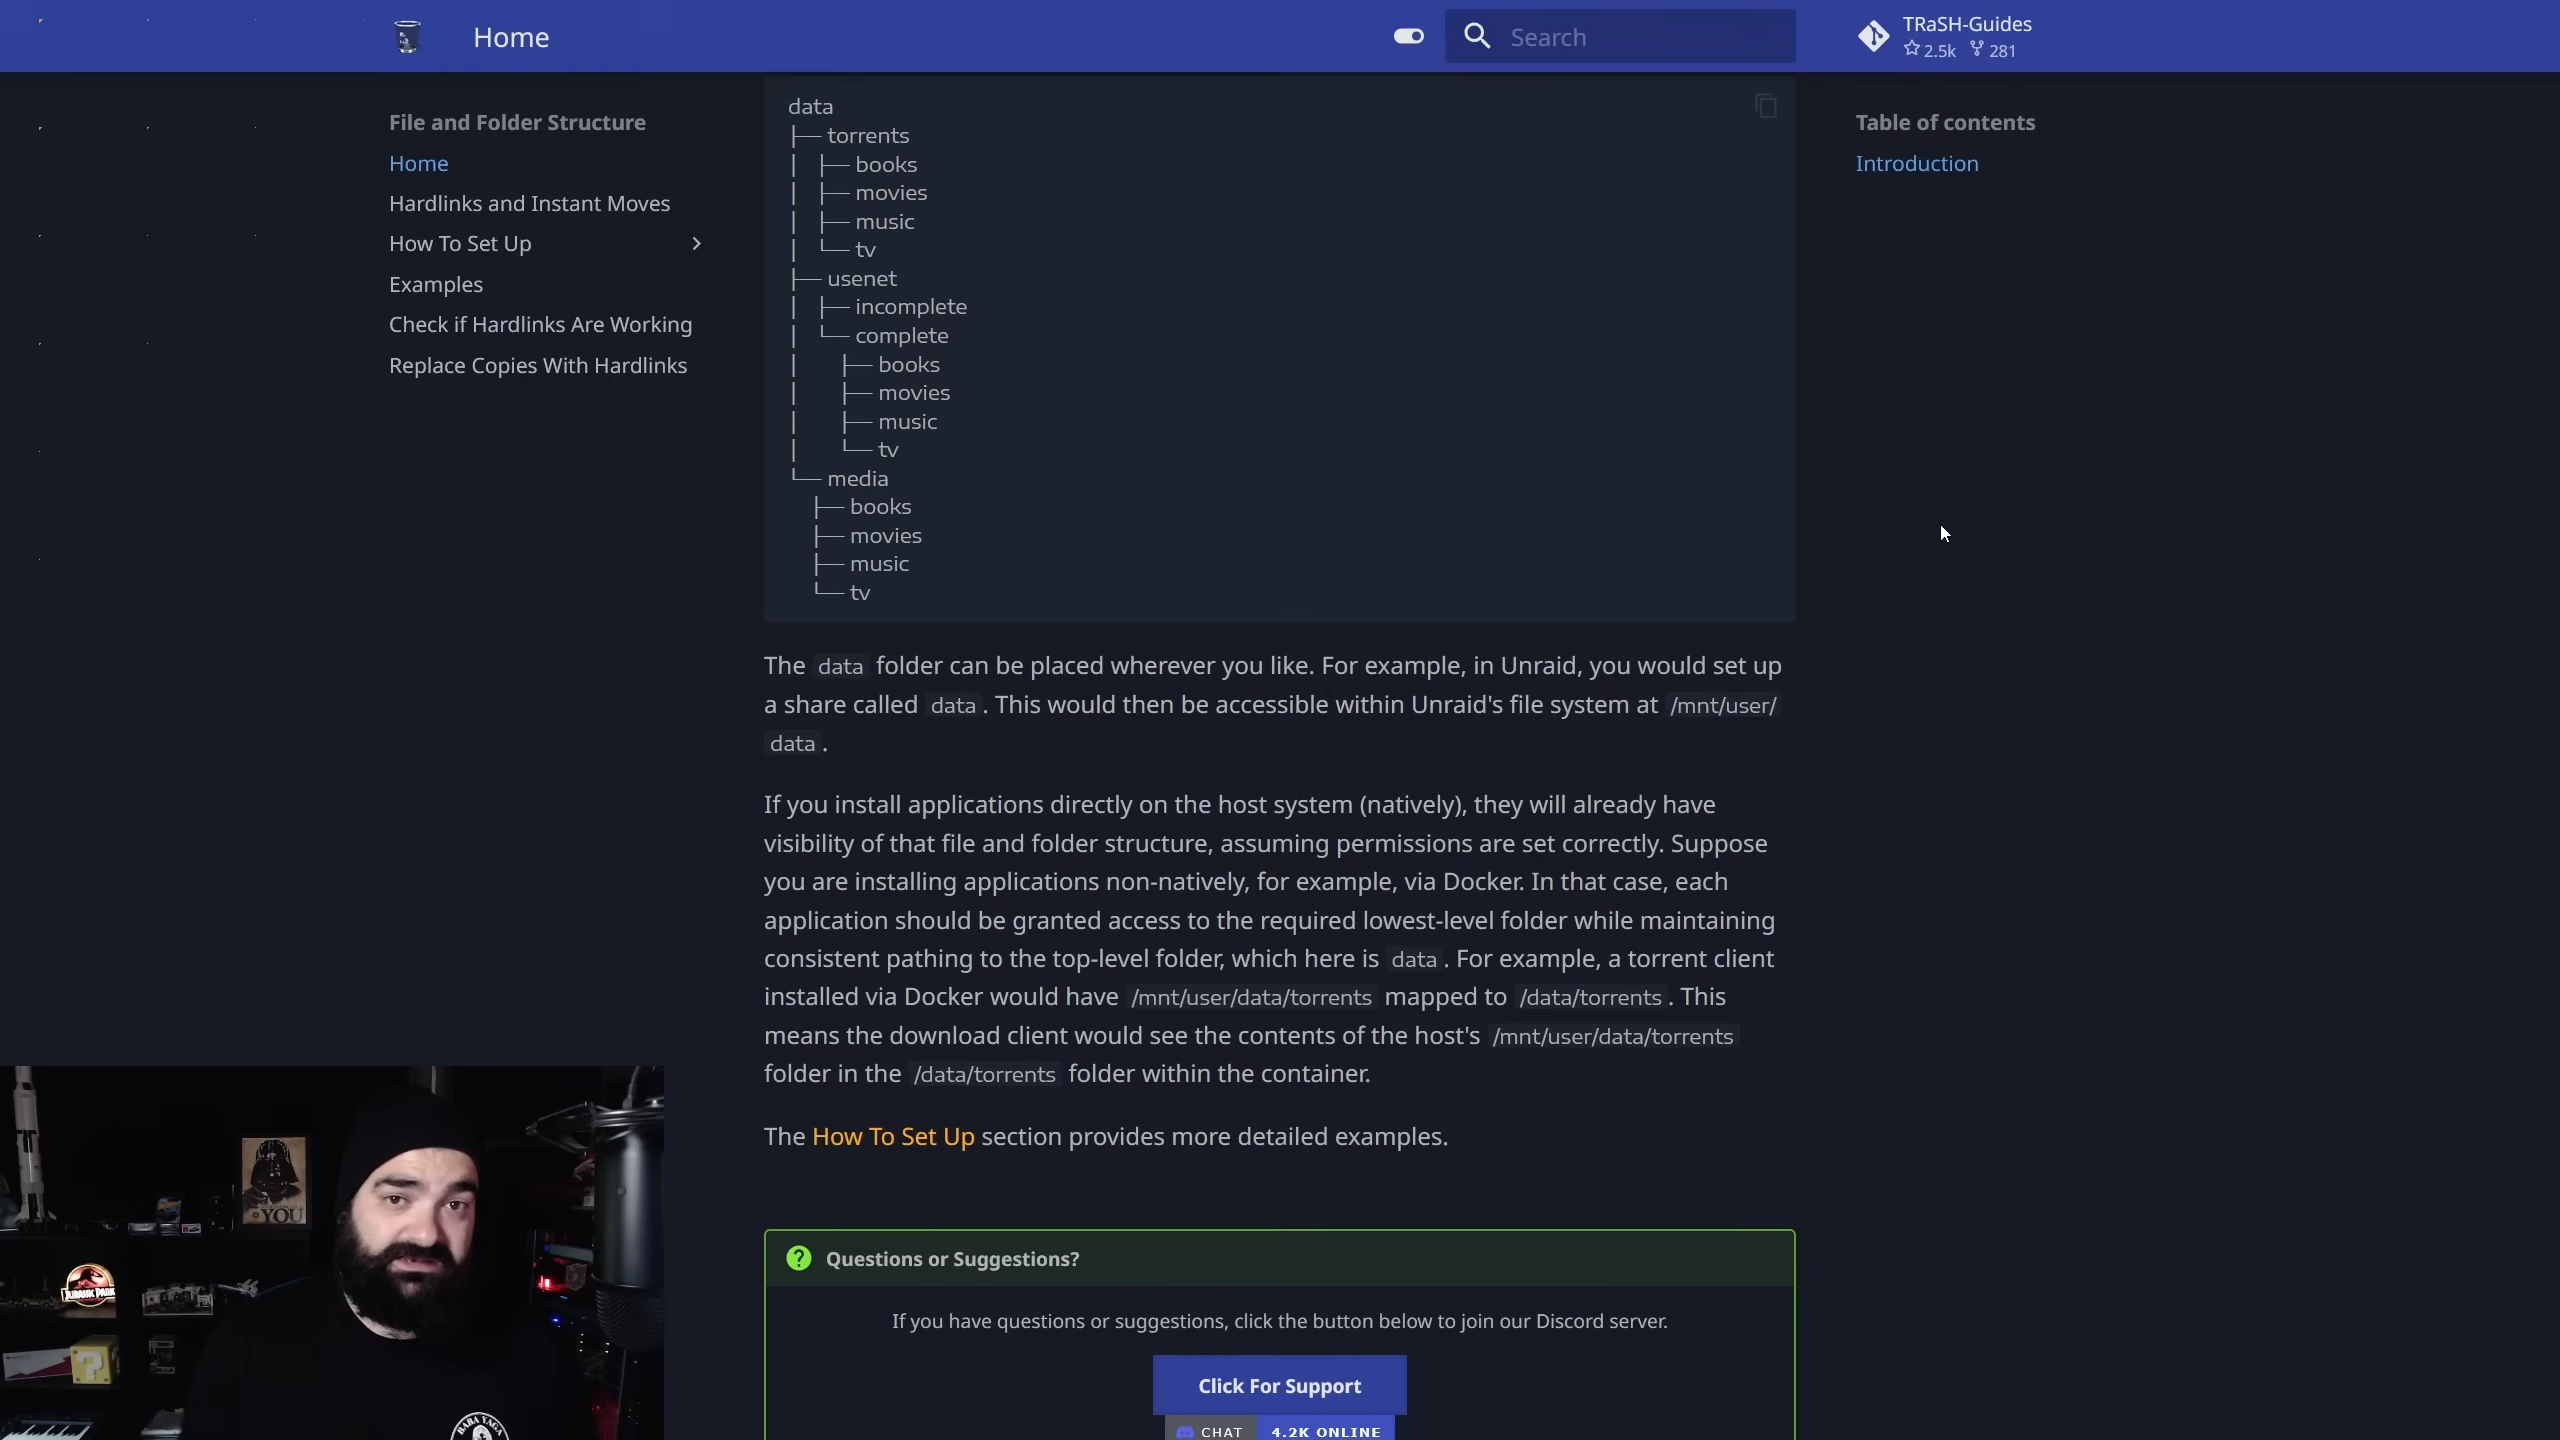 Home
Search
TRaSH-Guides
2.5k 281
File and Folder Structure
Home
Hardlinks and Instant Moves
How To Set Up
Examples
Check if Hardlinks Are Working
Replace Copies With Hardlinks
data
├── torrents
│ ├── books
│ ├── movies
│ ├── music
│ └── tv
├── usenet
│ ├── incomplete
│ └── complete
│ ├── books
│ ├── movies
│ ├── music
│ └── tv
└── media
├── books
├── movies
├── music
└── tv
The data folder can be placed wherever you like. For example, in Unraid, you would set up
a share called data . This would then be accessible within Unraid's file system at /mnt/user/
data .
If you install applications directly on the host system (natively), they will already have
visibility of that file and folder structure, assuming permissions are set correctly. Suppose
you are installing applications non-natively, for example, via Docker. In that case, each
application should be granted access to the required lowest-level folder while maintaining
consistent pathing to the top-level folder, which here is data . For example, a torrent client
installed via Docker would have /mnt/user/data/torrents mapped to /data/torrents . This
means the download client would see the contents of the host's /mnt/user/data/torrents
folder in the /data/torrents folder within the container.
The How To Set Up section provides more detailed examples.
Questions or Suggestions?
If you have questions or suggestions, click the button below to join our Discord server.
Click For Support
CHAT 4.2K ONLINE
Table of contents
Introduction
YOU
JURASSIC PARK
?
BABA YAGA